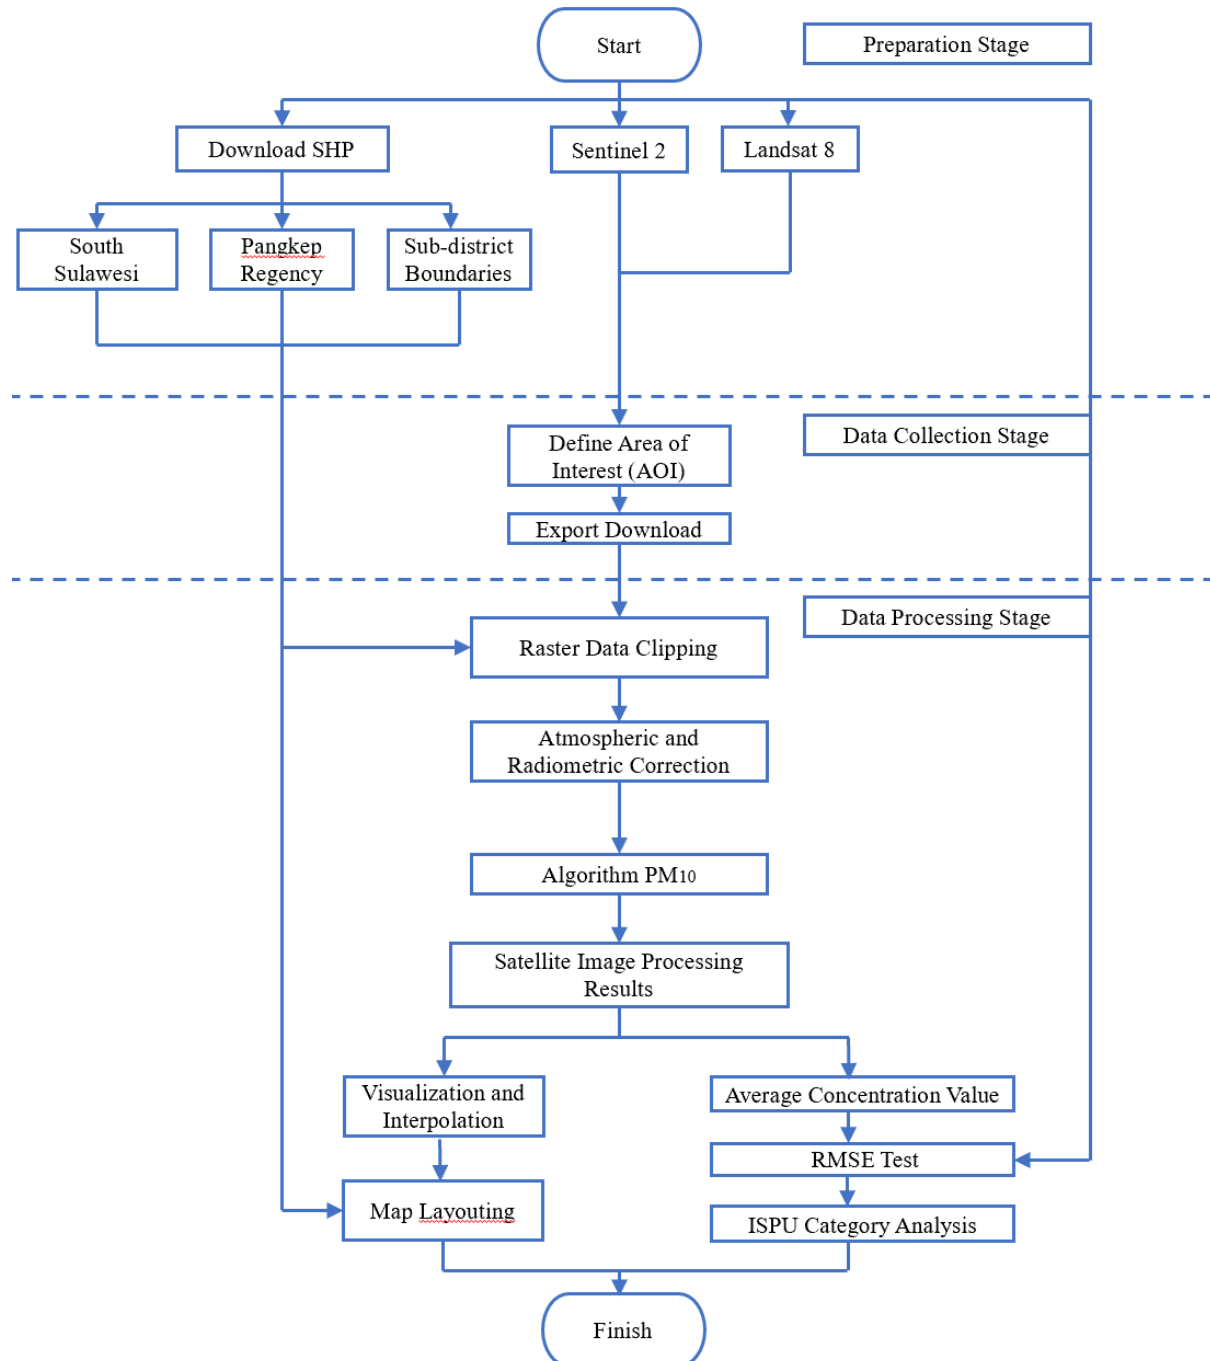 Start
Preparation Stage
Download SHP
Sentinel 2
Landsat 8
South
Sulawesi
Pangkep
Regency
Sub-district
Boundaries
Data Collection Stage
Define Area of
Interest (AOI)
Export Download
Data Processing Stage
Raster Data Clipping
Atmospheric and
Radiometric Correction
Algorithm PM10
Satellite Image Processing
Results
Visualization and
Interpolation
Average Concentration Value
RMSE Test
Map Layouting
ISPU Category Analysis
Finish